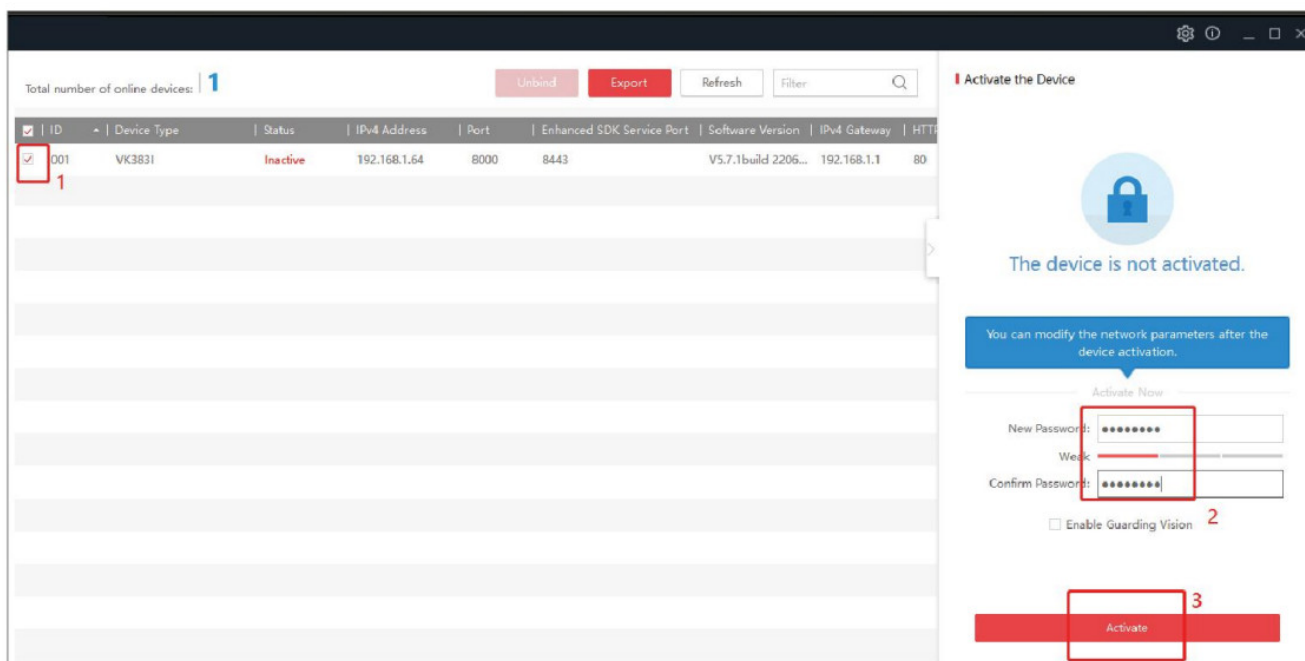 Total number of online devices: 1
Unbind
Export
Refresh
Filter
ID Device Type Status IPv4 Address Port Enhanced SDK Service Port Software Version IPv4 Gateway HTTP
001 VK383I Inactive 192.168.1.64 8000 8443 V5.7.1build 2206... 192.168.1.1 80
1
Activate the Device
The device is not activated.
You can modify the network parameters after the
device activation.
Activate Now
New Password: ●●●●●●●●
Weak
Confirm Password: ●●●●●●●●
Enable Guarding Vision
2
3
Activate